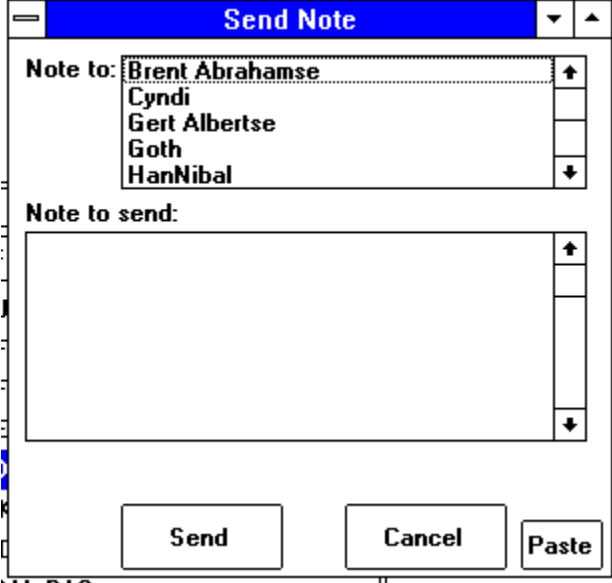 Send Note
Note to:
Brent Abrahamse
Cyndi
Gert Albertse
Goth
HanNibal
Note to send:
Send
Cancel
Paste